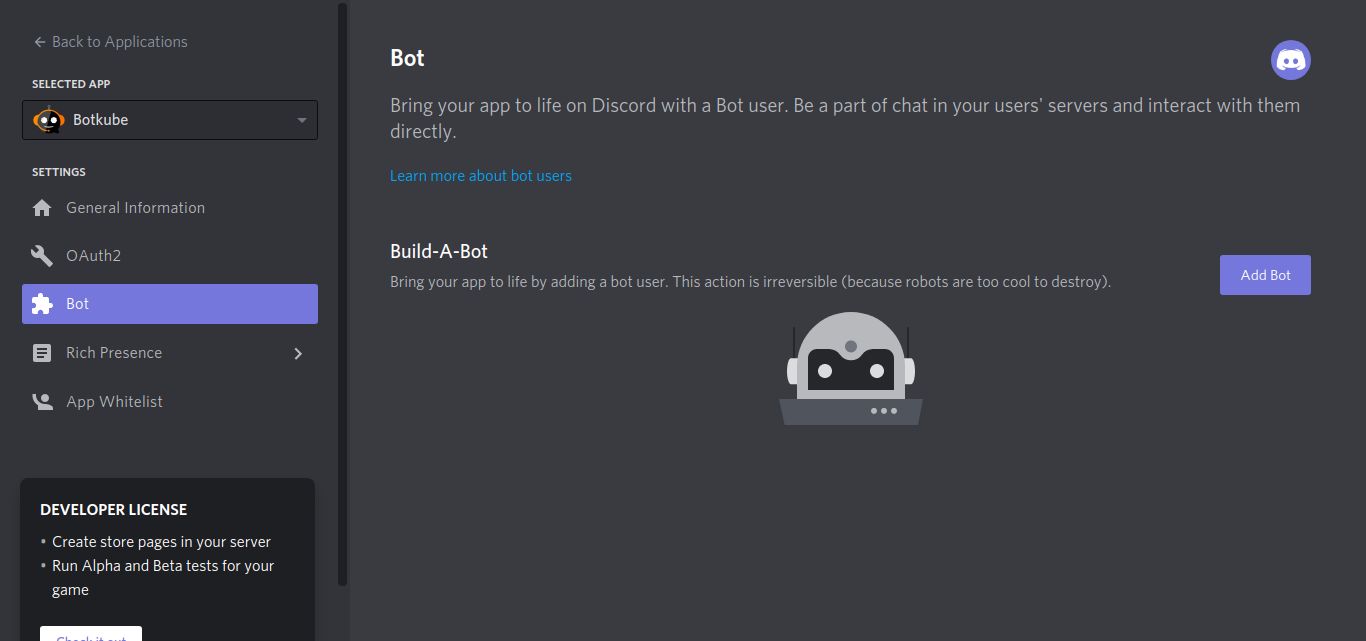 Back to Applications
SELECTED APP
Botkube
SETTINGS
General Information
OAuth2
Bot
Rich Presence
App Whitelist
DEVELOPER LICENSE
▪ Create store pages in your server
▪ Run Alpha and Beta tests for your
game
Check it out
Bot
Bring your app to life on Discord with a Bot user. Be a part of chat in your users' servers and interact with them
directly.
Learn more about bot users
Build-A-Bot
Bring your app to life by adding a bot user. This action is irreversible (because robots are too cool to destroy).
Add Bot